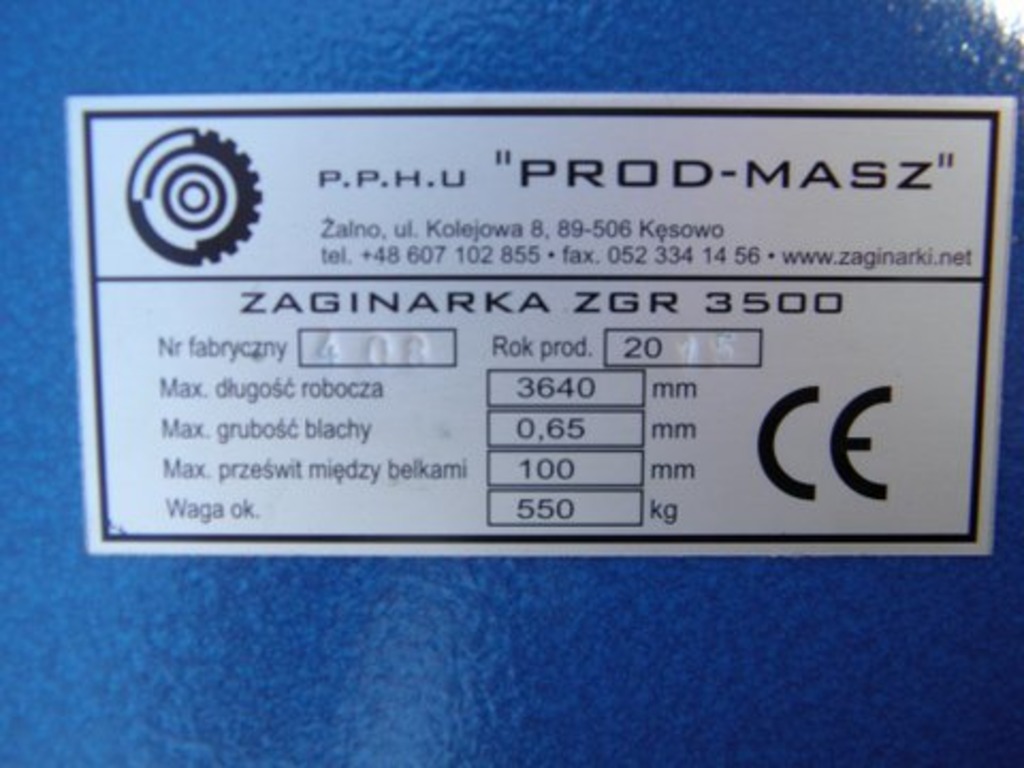 P.P.H.U "PROD-MASZ"
Żalno, ul. Kolejowa 8, 89-506 Kęsowo
tel. +48 607 102 855 • fax. 052 334 14 56 • www.zaginarki.net
ZAGINARKA ZGR 3500
Nr fabryczny 408 Rok prod. 2015
Max. długość robocza 3640 mm
Max. grubość blachy 0,65 mm
Max. prześwit między belkami 100 mm
Waga ok. 550 kg
CE